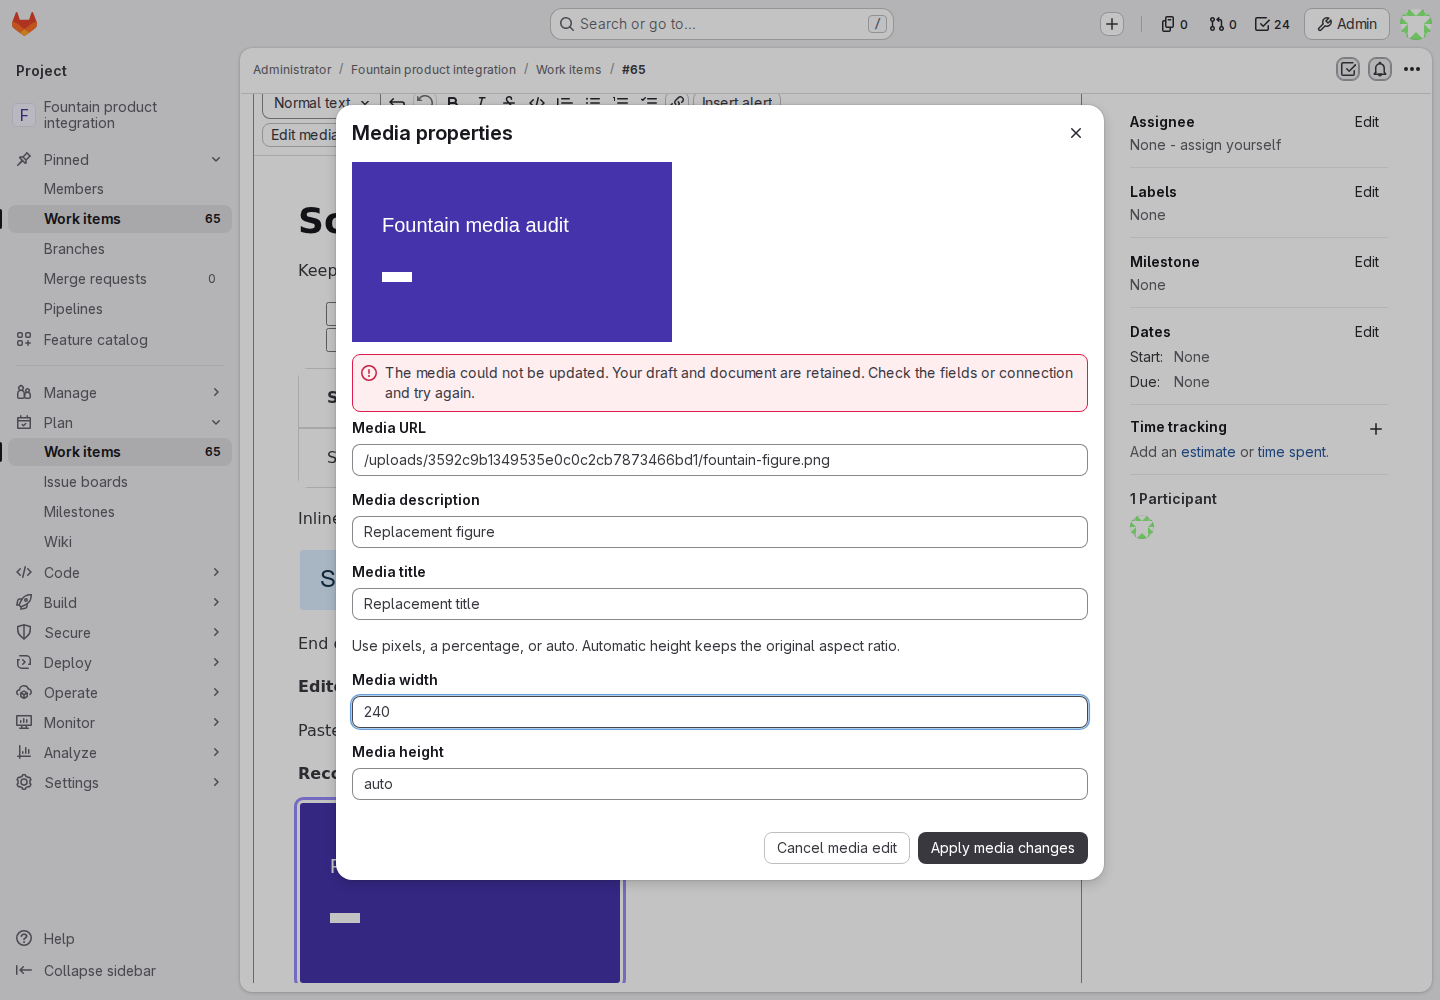 Search or go to...
/
0
0
24
Admin
Project
F
Fountain product integration
Pinned
Members
Work items
65
Branches
Merge requests
0
Pipelines
Feature catalog
Manage
Plan
Work items
65
Issue boards
Milestones
Wiki
Code
Build
Secure
Deploy
Operate
Monitor
Analyze
Settings
Help
Collapse sidebar
Administrator / Fountain product integration / Work items / #65
Normal text
Insert alert
Edit media
Keep
Inline
S
End
Paste
Media properties
Fountain media audit
The media could not be updated. Your draft and document are retained. Check the fields or connection
and try again.
Media URL
/uploads/3592c9b1349535e0c0c2cb7873466bd1/fountain-figure.png
Media description
Replacement figure
Media title
Replacement title
Use pixels, a percentage, or auto. Automatic height keeps the original aspect ratio.
Media width
240
Media height
auto
Cancel media edit
Apply media changes
Assignee
Edit
None - assign yourself
Labels
Edit
None
Milestone
Edit
None
Dates
Edit
Start: None
Due: None
Time tracking
Add an estimate or time spent.
1 Participant